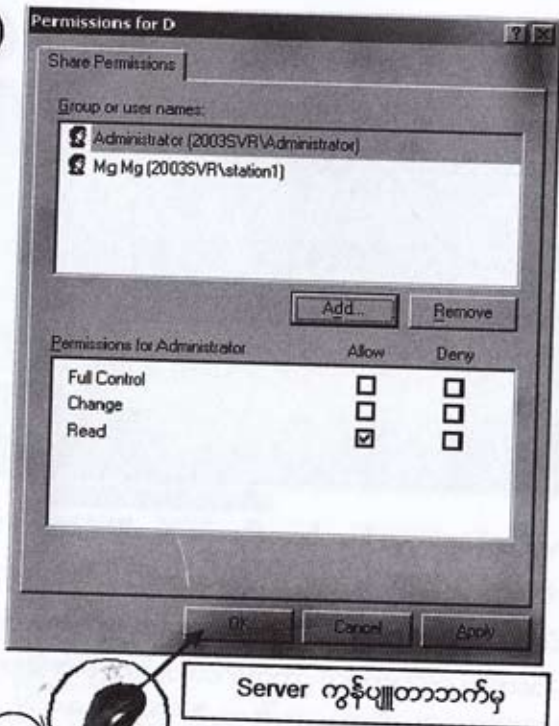 Permissions for D
Share Permissions
Group or user names:
Administrator (2003SVR\Administrator)
Mg Mg (2003SVR\station1)
Add... Remove
Permissions for Administrator Allow Deny
Full Control
Change
Read
OK Cancel Apply
Server ကွန်ပျူတာဘက်မှ